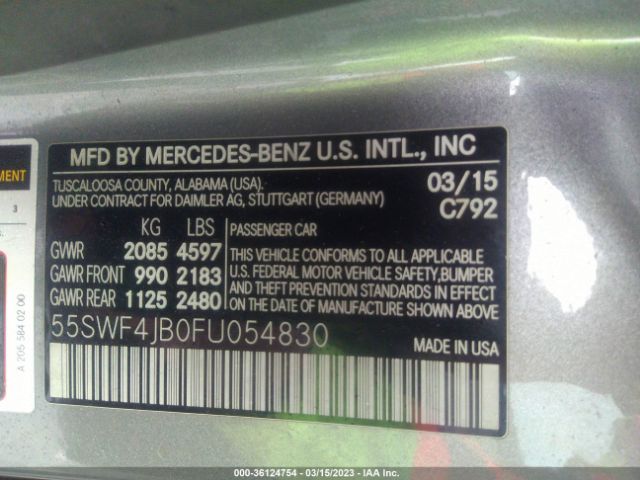 MFD BY MERCEDES-BENZ U.S. INTL., INC
TUSCALOOSA COUNTY, ALABAMA (USA). 03/15
UNDER CONTRACT FOR DAIMLER AG, STUTTGART (GERMANY) C792
KG LBS
GVWR 2085 4597
GAWR FRONT 990 2183
GAWR REAR 1125 2480
PASSENGER CAR
THIS VEHICLE CONFORMS TO ALL APPLICABLE
U.S. FEDERAL MOTOR VEHICLE SAFETY,BUMPER
AND THEFT PREVENTION STANDARDS IN EFFECT
ON THE DATE OF MANUFACTURE SHOWN ABOVE
55SWF4JB0FU054830
MADE IN USA
3
A 205 584 02 00
000-36124754 - 03/15/2023 - IAA Inc.